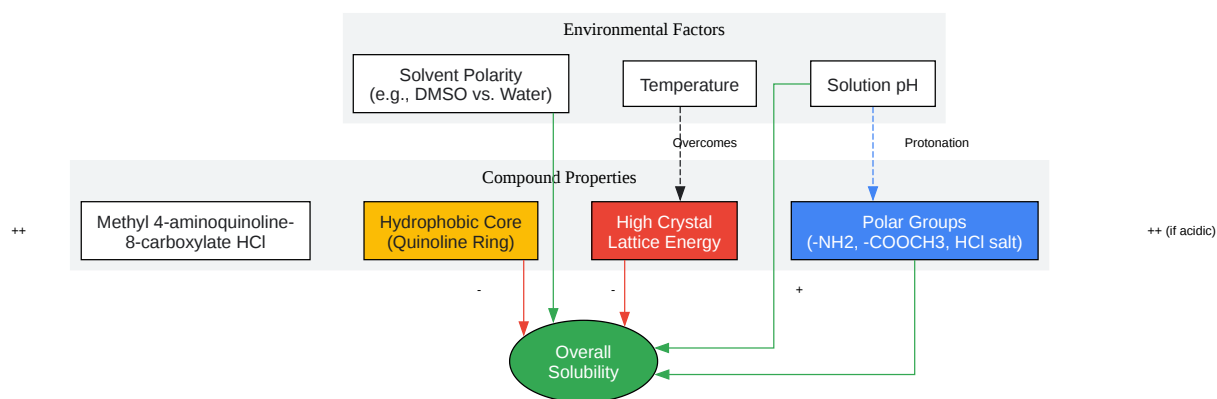 Environmental Factors
Solvent Polarity
(e.g., DMSO vs. Water)
Temperature
Solution pH
Overcomes
Protonation
Compound Properties
Methyl 4-aminoquinoline-
8-carboxylate HCl
Hydrophobic Core
(Quinoline Ring)
High Crystal
Lattice Energy
Polar Groups
(-NH2, -COOCH3, HCl salt)
++
++ (if acidic)
-
-
+
Overall
Solubility